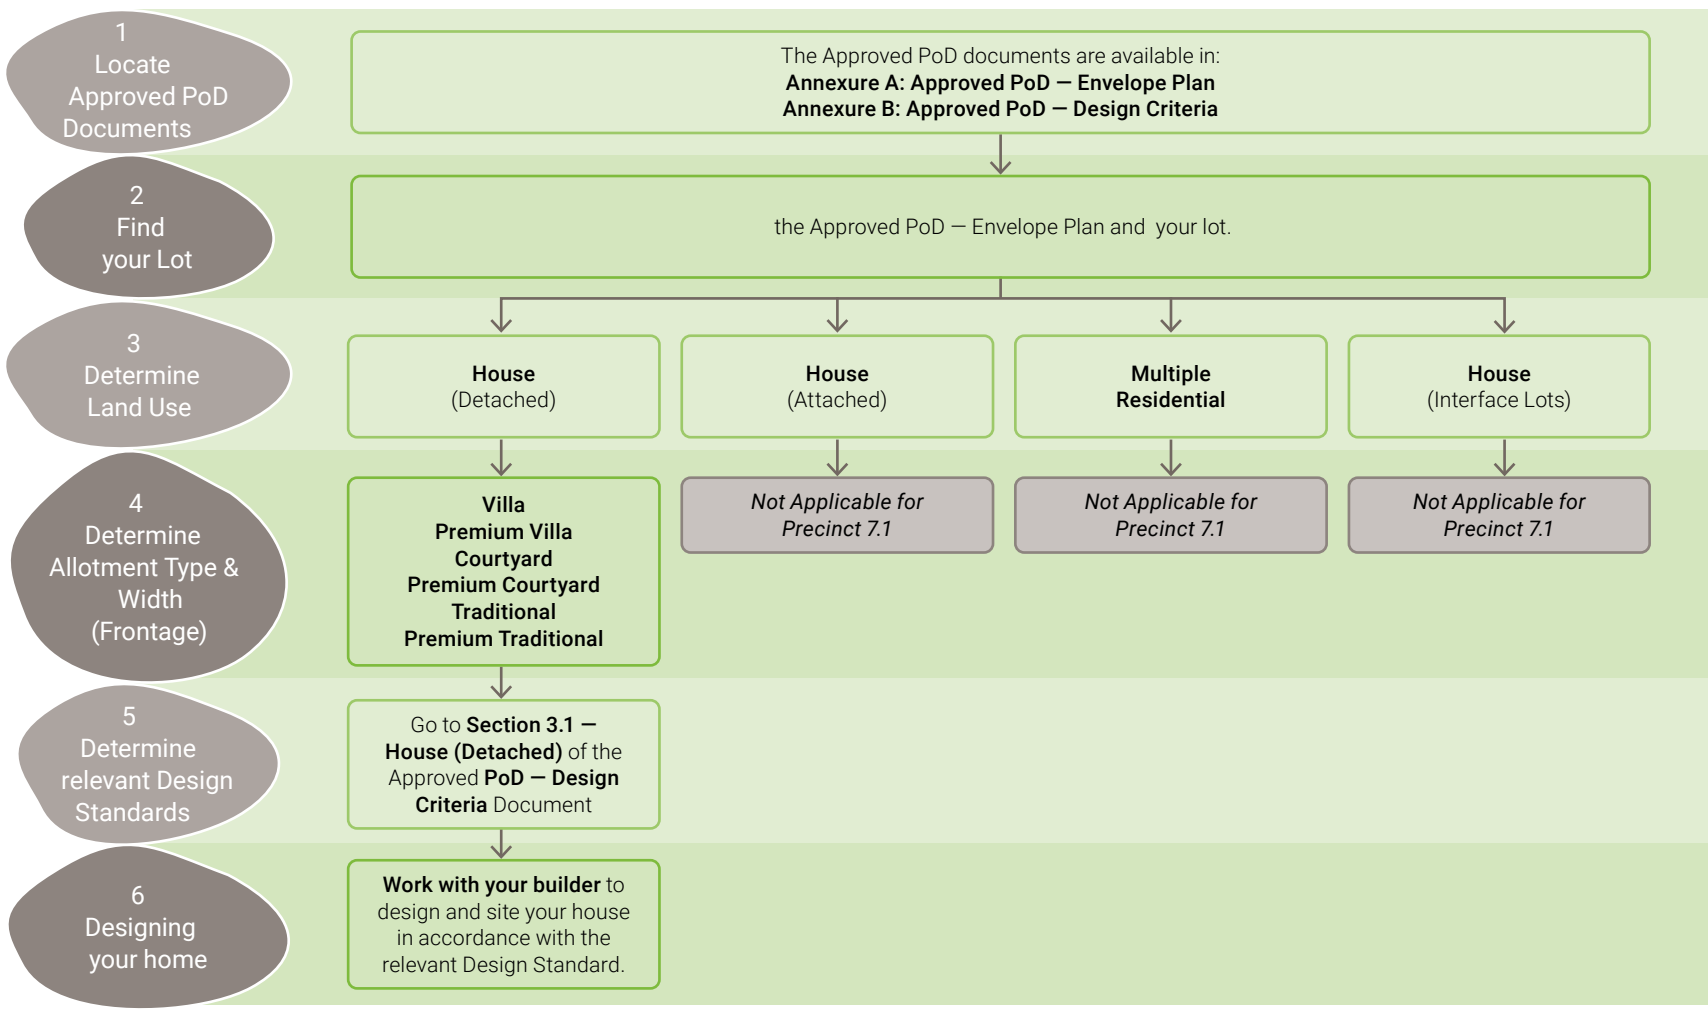 1
Locate
Approved PoD
Documents
The Approved PoD documents are available in:
Annexure A: Approved PoD — Envelope Plan
Annexure B: Approved PoD — Design Criteria
2
Find
your Lot
the Approved PoD — Envelope Plan and  your lot.
3
Determine
Land Use
House
(Detached)
House
(Attached)
Multiple
Residential
House
(Interface Lots)
4
Determine
Allotment Type &
Width
(Frontage)
Villa
Premium Villa
Courtyard
Premium Courtyard
Traditional
Premium Traditional
Not Applicable for
Precinct 7.1
Not Applicable for
Precinct 7.1
Not Applicable for
Precinct 7.1
5
Determine
relevant Design
Standards
Go to Section 3.1 —
House (Detached) of the
Approved PoD — Design
Criteria Document
6
Designing
your home
Work with your builder to
design and site your house
in accordance with the
relevant Design Standard.